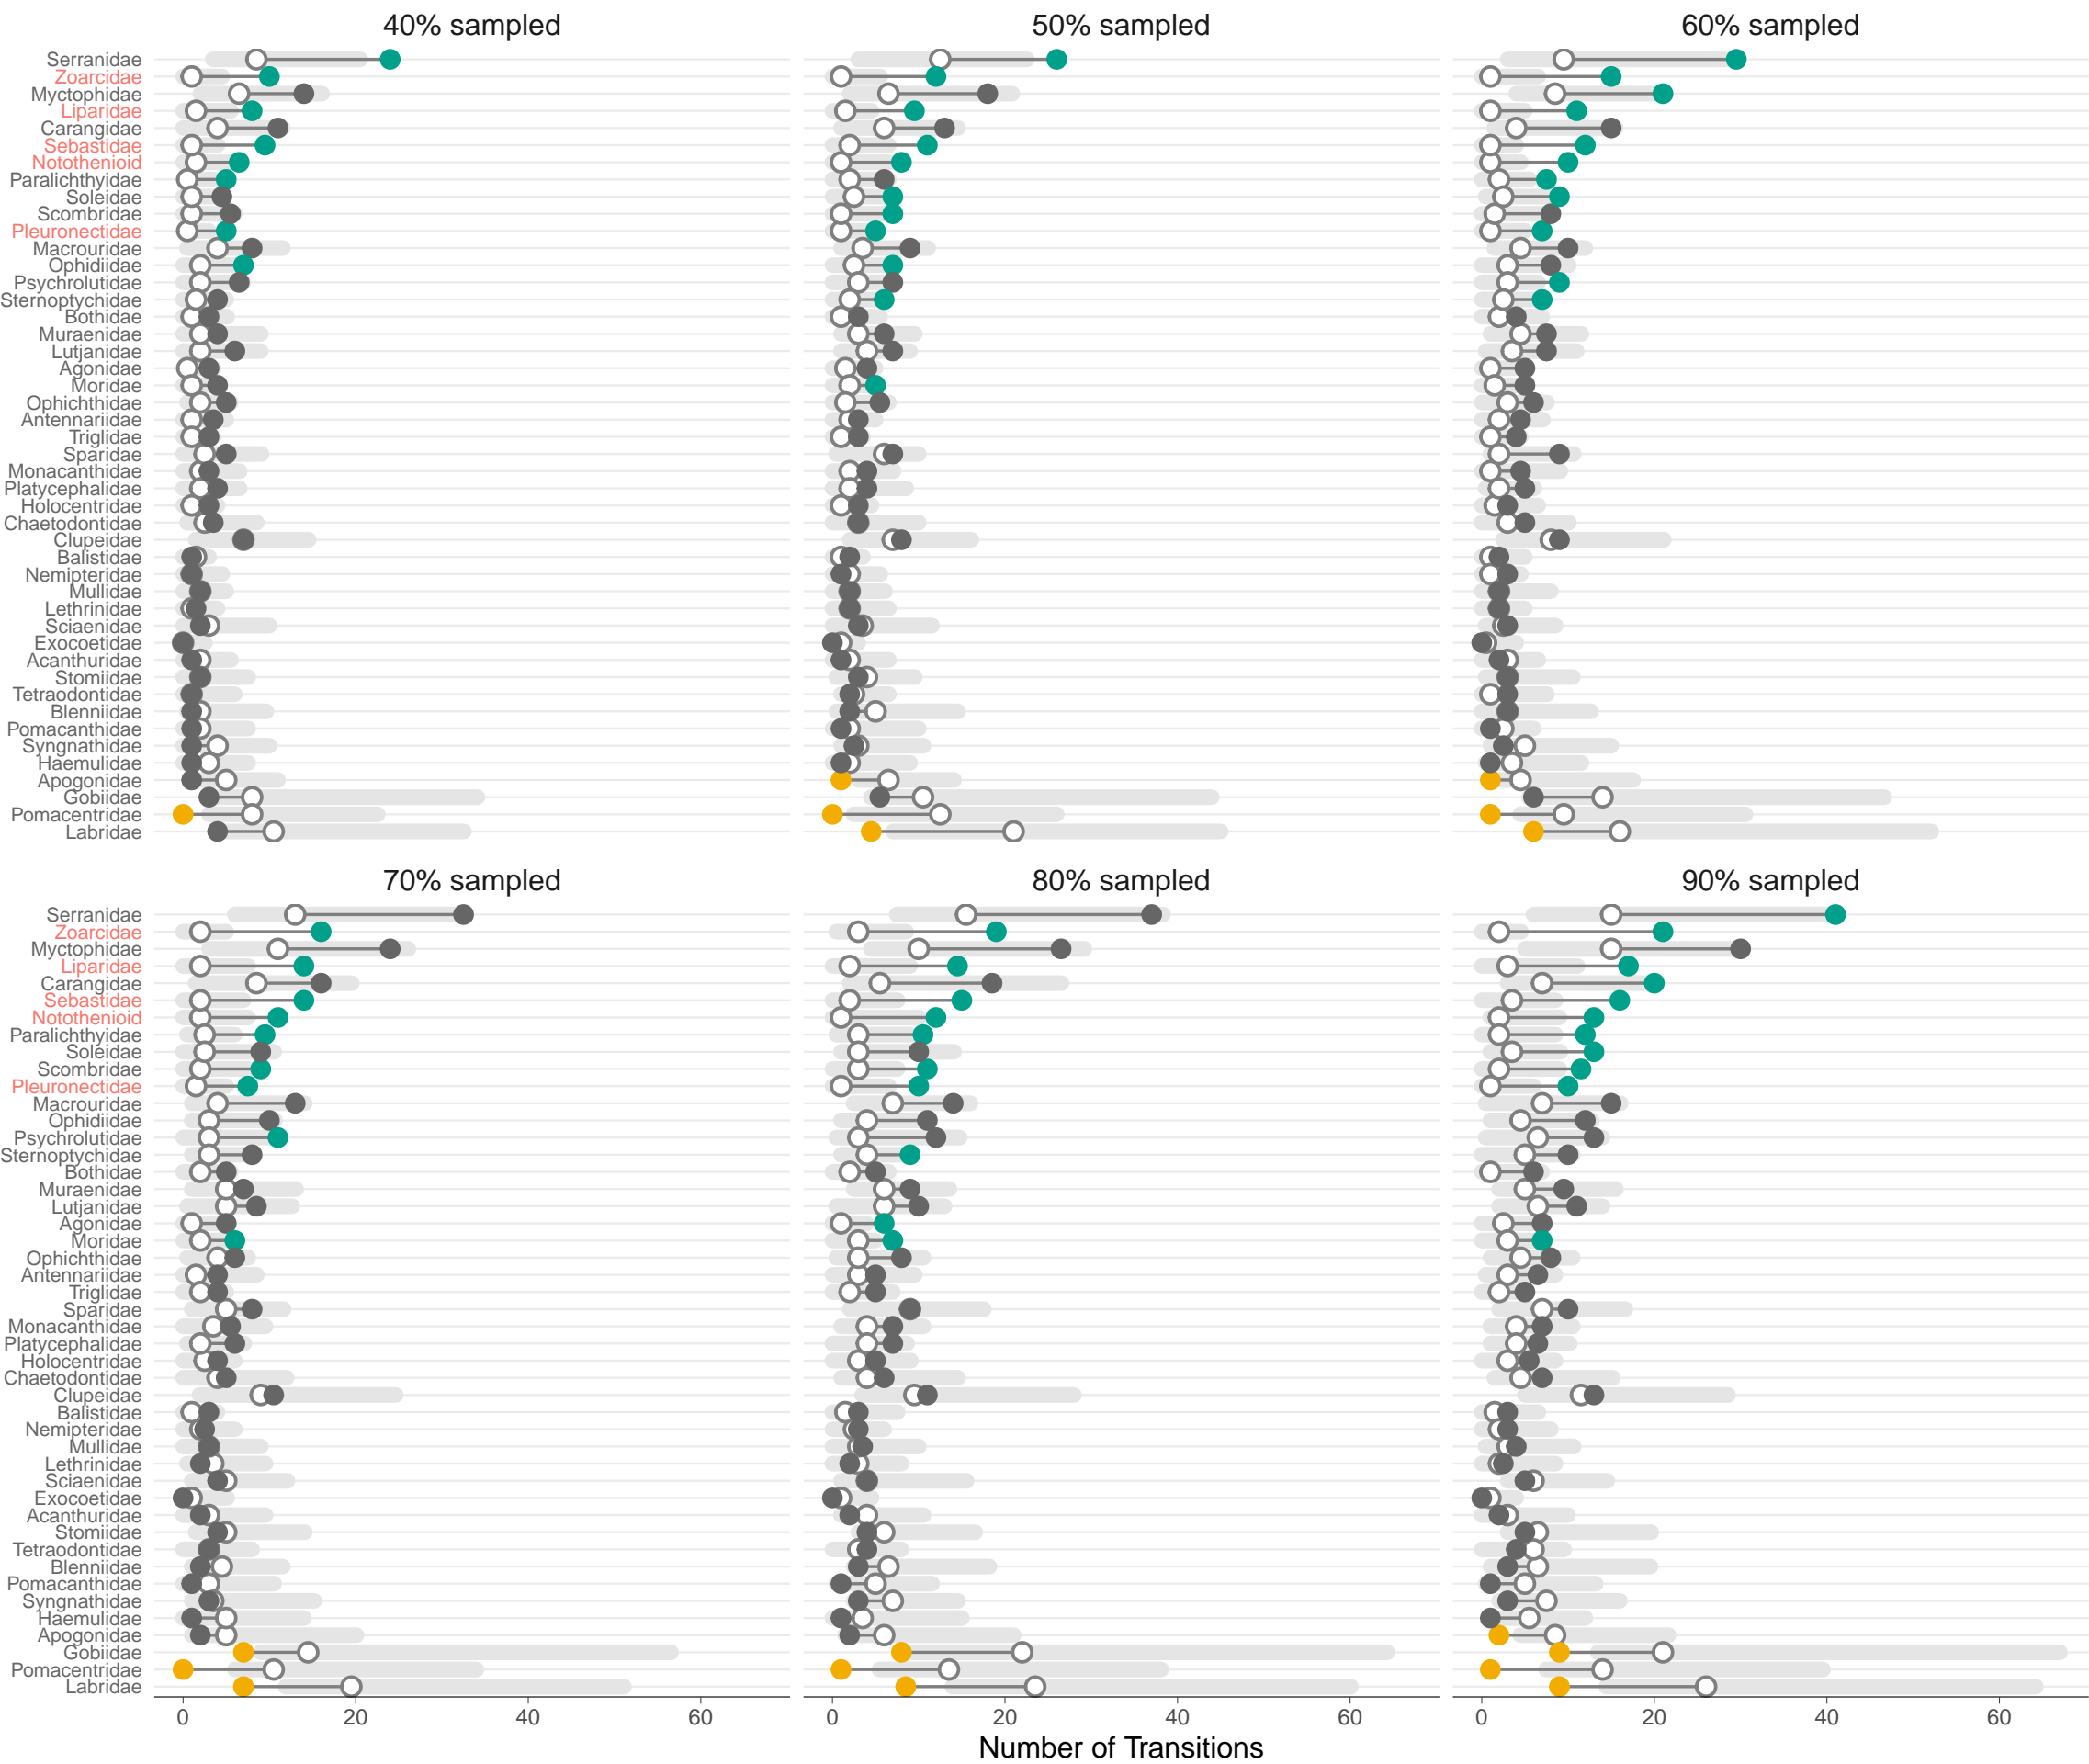 40% sampled
50% sampled
60% sampled
Serranidae
Zoarcidae
Myctophidae
Liparidae
Carangidae
Sebastidae
Notothenioid
Paralichthyidae
Soleidae
Scombridae
Pleuronectidae
Macrouridae
Ophidiidae
Psychrolutidae
Sternoptychidae
Bothidae
Muraenidae
Lutjanidae
Agonidae
Moridae
Ophichthidae
Antennariidae
Triglidae
Sparidae
Monacanthidae
Platycephalidae
Holocentridae
Chaetodontidae
Clupeidae
Balistidae
Nemipteridae
Mullidae
Lethrinidae
Sciaenidae
Exocoetidae
Acanthuridae
Stomiidae
Tetraodontidae
Blenniidae
Pomacanthidae
Syngnathidae
Haemulidae
Apogonidae
Gobiidae
Pomacentridae
Labridae
70% sampled
80% sampled
90% sampled
Serranidae
Zoarcidae
Myctophidae
Liparidae
Carangidae
Sebastidae
Notothenioid
Paralichthyidae
Soleidae
Scombridae
Pleuronectidae
Macrouridae
Ophidiidae
Psychrolutidae
Sternoptychidae
Bothidae
Muraenidae
Lutjanidae
Agonidae
Moridae
Ophichthidae
Antennariidae
Triglidae
Sparidae
Monacanthidae
Platycephalidae
Holocentridae
Chaetodontidae
Clupeidae
Balistidae
Nemipteridae
Mullidae
Lethrinidae
Sciaenidae
Exocoetidae
Acanthuridae
Stomiidae
Tetraodontidae
Blenniidae
Pomacanthidae
Syngnathidae
Haemulidae
Apogonidae
Gobiidae
Pomacentridae
Labridae
0 20 40 60
0 20 40 60
0 20 40 60
Number of Transitions